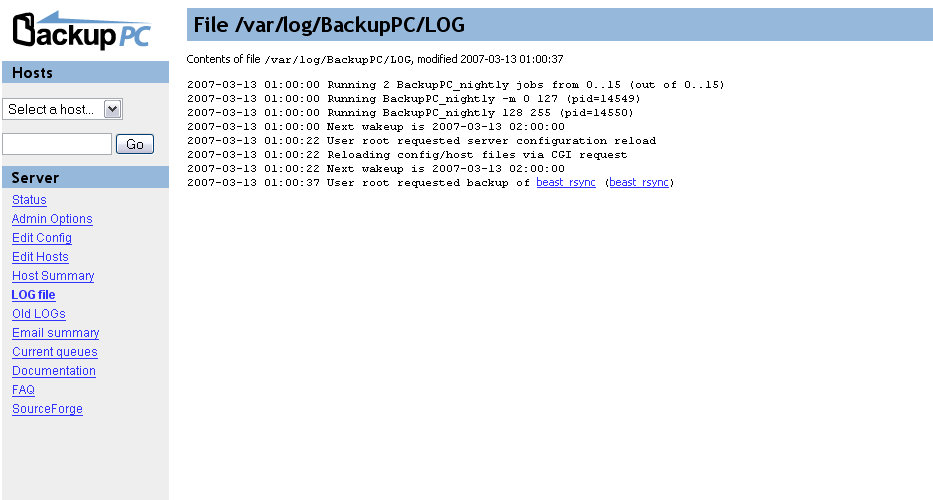 BackupPC
Hosts
Select a host...
Go
Server
Status
Admin Options
Edit Config
Edit Hosts
Host Summary
LOG file
Old LOGs
Email summary
Current queues
Documentation
FAQ
SourceForge
File /var/log/BackupPC/LOG
Contents of file /var/log/BackupPC/LOG, modified 2007-03-13 01:00:37
2007-03-13 01:00:00 Running 2 BackupPC_nightly jobs from 0..15 (out of 0..15)
2007-03-13 01:00:00 Running BackupPC_nightly -m 0 127 (pid=14549)
2007-03-13 01:00:00 Running BackupPC_nightly 128 255 (pid=14550)
2007-03-13 01:00:00 Next wakeup is 2007-03-13 02:00:00
2007-03-13 01:00:22 User root requested server configuration reload
2007-03-13 01:00:22 Reloading config/host files via CGI request
2007-03-13 01:00:22 Next wakeup is 2007-03-13 02:00:00
2007-03-13 01:00:37 User root requested backup of beast_rsync (beast_rsync)